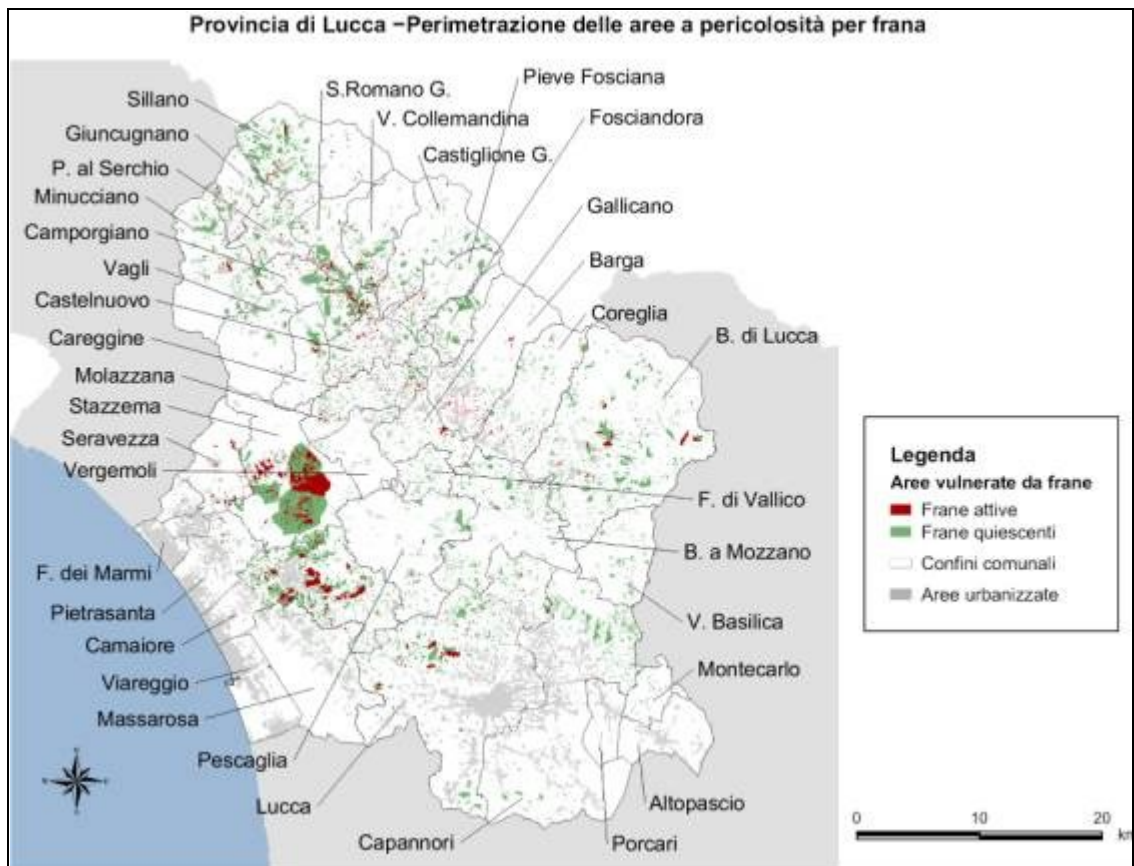 Provincia di Lucca –Perimetrazione delle aree a pericolosità per frana
Sillano
Giuncugnano
P. al Serchio
Minucciano
Camporgiano
Vagli
Castelnuovo
Careggine
Molazzana
Stazzema
Seravezza
Vergemoli
F. dei Marmi
Pietrasanta
Camaiore
Viareggio
Massarosa
Pescaglia
Lucca
Capannori
S.Romano G.
V. Collemandina
Castiglione G.
Pieve Fosciana
Fosciandora
Gallicano
Barga
Coreglia
B. di Lucca
F. di Vallico
B. a Mozzano
V. Basilica
Montecarlo
Altopascio
Porcari
Legenda
Aree vulnerate da frane
Frane attive
Frane quiescenti
Confini comunali
Aree urbanizzate
0 10 20
km